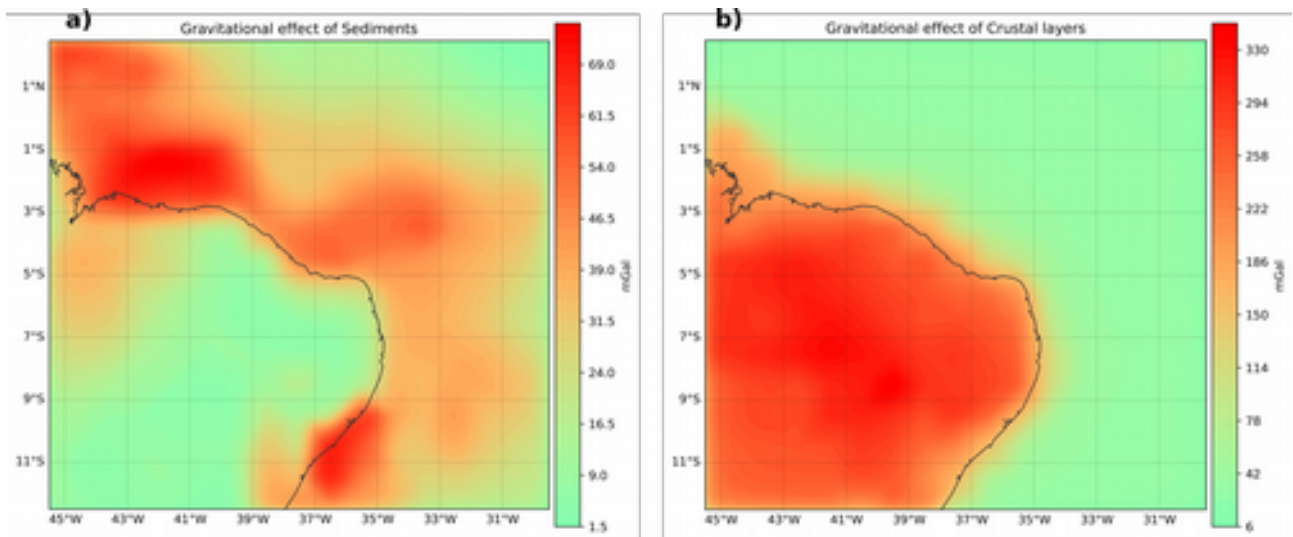 a)
Gravitational effect of Sediments
1°N
1°S
3°S
5°S
7°S
9°S
11°S
45°W 43°W 41°W 39°W 37°W 35°W 33°W 31°W
69.0
61.5
54.0
46.5
39.0
31.5
24.0
16.5
9.0
1.5
mGal
b)
Gravitational effect of Crustal layers
1°N
1°S
3°S
5°S
7°S
9°S
11°S
45°W 43°W 41°W 39°W 37°W 35°W 33°W 31°W
330
294
258
222
186
150
114
78
42
6
mGal